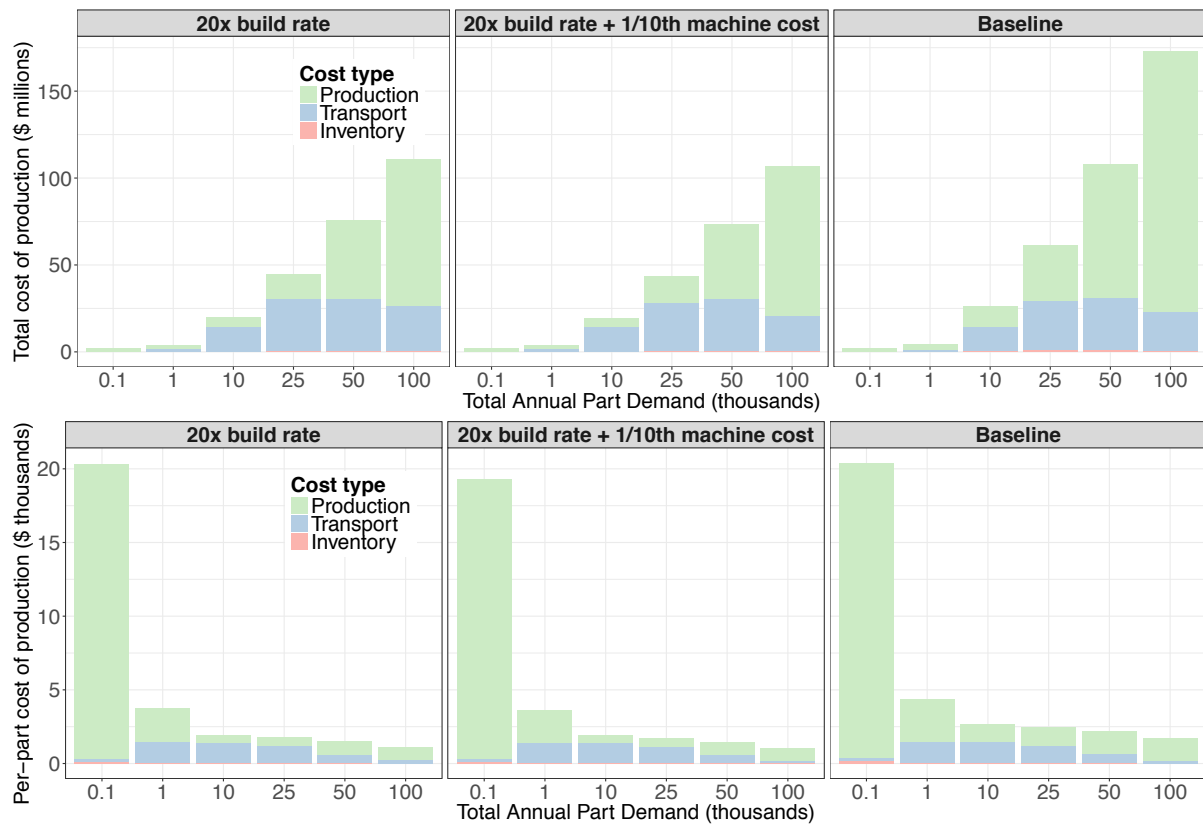 20x build rate
20x build rate + 1/10th machine cost
Baseline
Total cost of production ($ millions)
150
100
50
0
Cost type
Production
Transport
Inventory
0.1 1 10 25 50 100
0.1 1 10 25 50 100
0.1 1 10 25 50 100
Total Annual Part Demand (thousands)
20x build rate
20x build rate + 1/10th machine cost
Baseline
Per−part cost of production ($ thousands)
20
15
10
5
0
Cost type
Production
Transport
Inventory
0.1 1 10 25 50 100
0.1 1 10 25 50 100
0.1 1 10 25 50 100
Total Annual Part Demand (thousands)